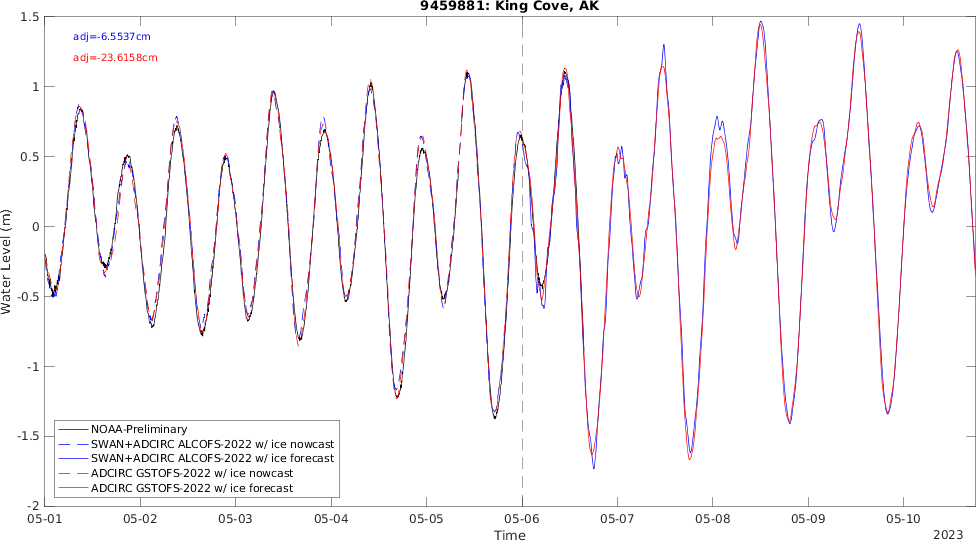 9459881: King Cove, AK
adj=-6.5537cm
adj=-23.6158cm
1.5
1
0.5
0
-0.5
-1
-1.5
-2
Water Level (m)
NOAA-Preliminary
SWAN+ADCIRC ALCOFS-2022 w/ ice nowcast
SWAN+ADCIRC ALCOFS-2022 w/ ice forecast
ADCIRC GSTOFS-2022 w/ ice nowcast
ADCIRC GSTOFS-2022 w/ ice forecast
05-01 05-02 05-03 05-04 05-05 05-06 05-07 05-08 05-09 05-10
Time
2023